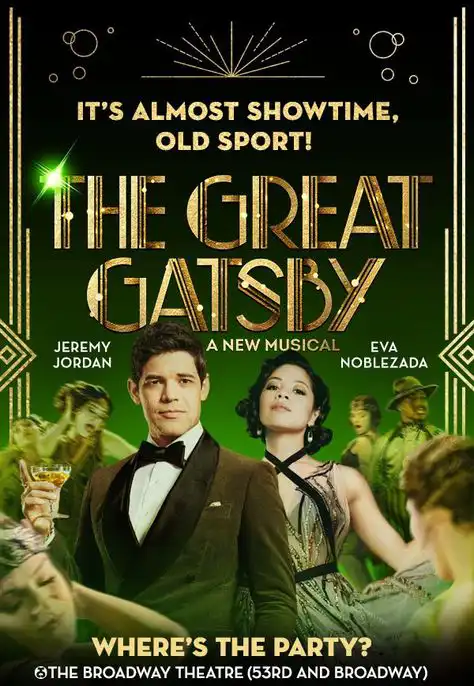 IT'S ALMOST SHOWTIME,
OLD SPORT!
THE GREAT
GATSBY
A NEW MUSICAL
JEREMY
JORDAN
EVA
NOBLEZADA
WHERE'S THE PARTY?
THE BROADWAY THEATRE (53RD AND BROADWAY)